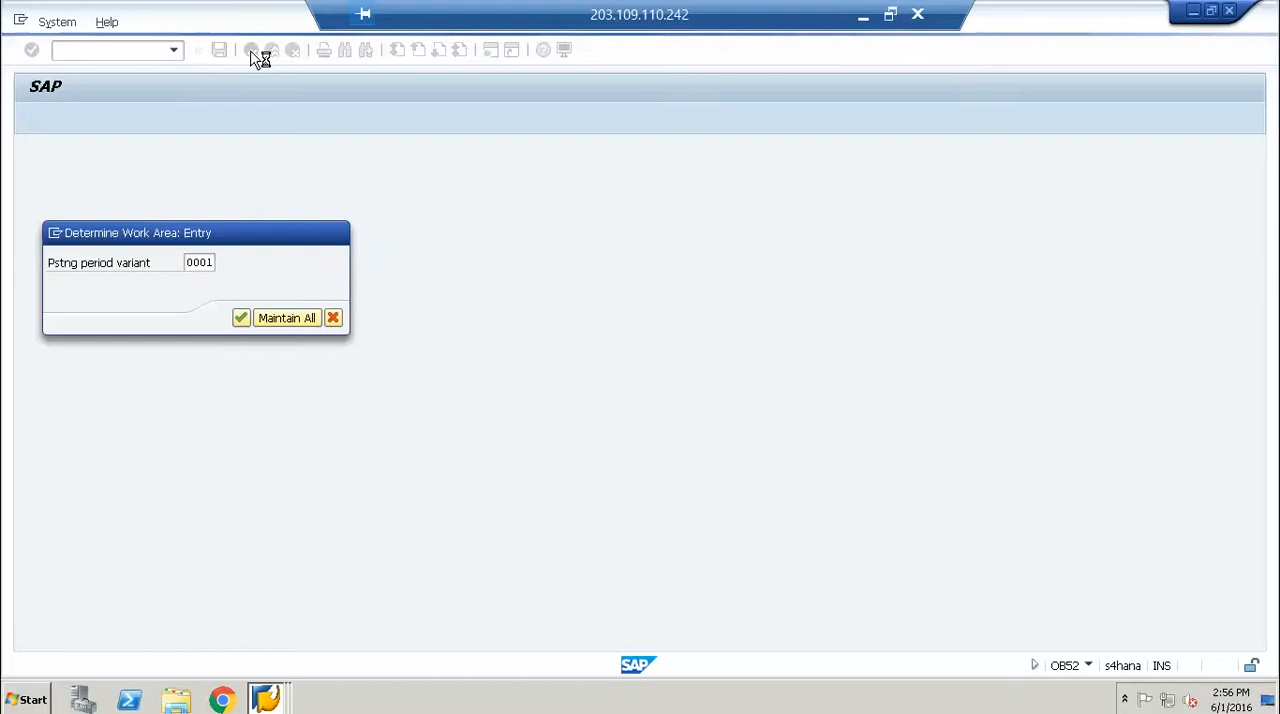 203.109.110.242
System Help
SAP
Determine Work Area: Entry
Pstng period variant 0001
Maintain All
SAP
OB52 s4hana INS
Start
2:56 PM
6/1/2016